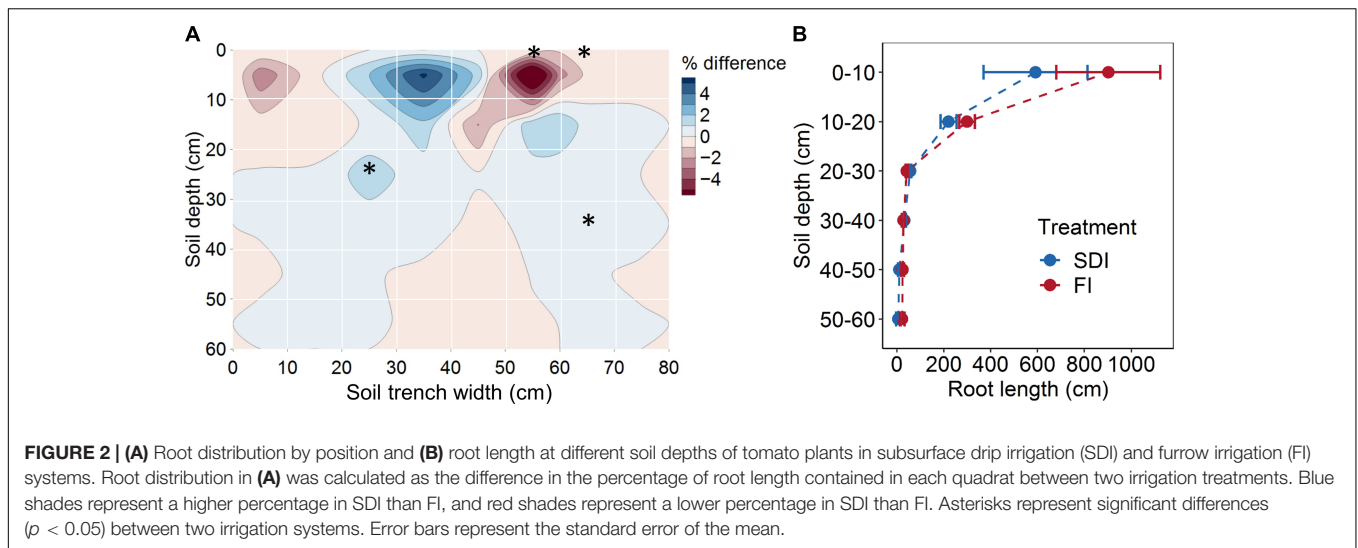 A
0
10
20
30
40
50
60
Soil depth (cm)
* *
*
*
0 10 20 30 40 50 60 70 80
Soil trench width (cm)
% difference
4
2
0
−2
−4
B
0-10
10-20
20-30
30-40
40-50
50-60
Soil depth (cm)
Treatment
SDI
FI
0 200 400 600 800 1000
Root length (cm)
FIGURE 2 | (A) Root distribution by position and (B) root length at different soil depths of tomato plants in subsurface drip irrigation (SDI) and furrow irrigation (FI)
systems. Root distribution in (A) was calculated as the difference in the percentage of root length contained in each quadrat between two irrigation treatments. Blue
shades represent a higher percentage in SDI than FI, and red shades represent a lower percentage in SDI than FI. Asterisks represent significant differences
(p < 0.05) between two irrigation systems. Error bars represent the standard error of the mean.